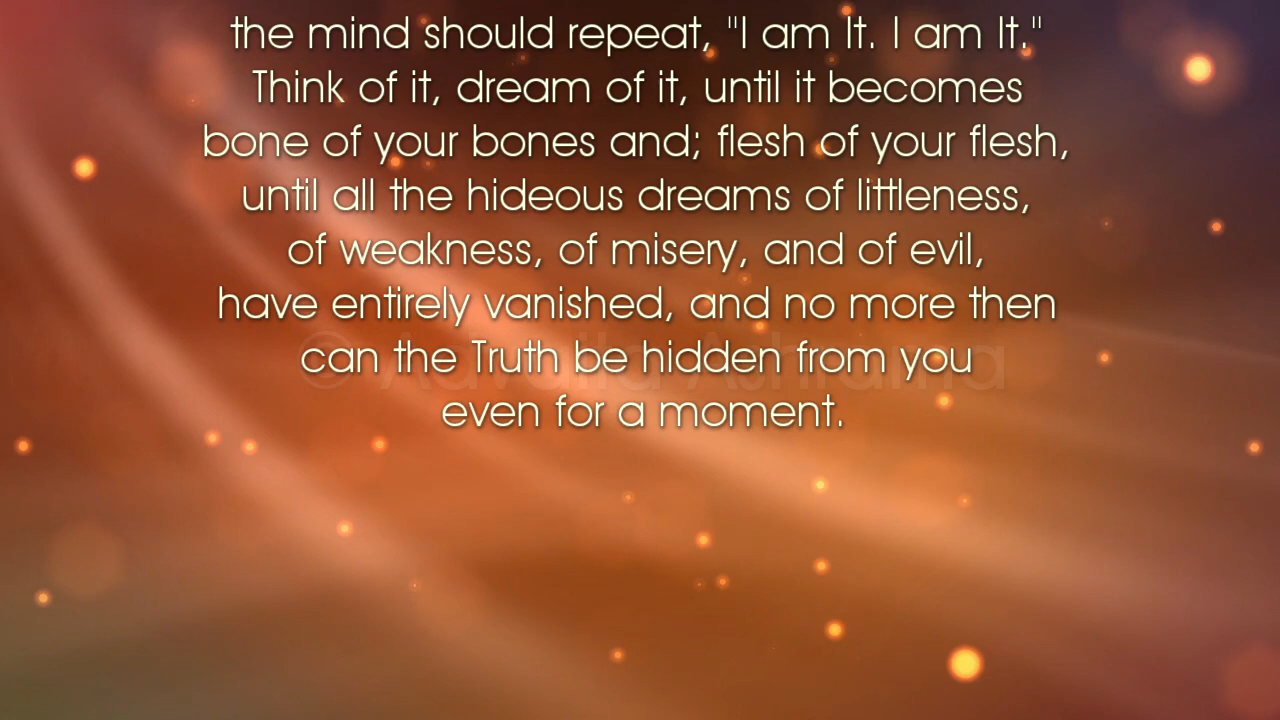 the mind should repeat, "I am It. I am It."
Think of it, dream of it, until it becomes
bone of your bones and; flesh of your flesh,
until all the hideous dreams of littleness,
of weakness, of misery, and of evil,
have entirely vanished, and no more then
can the Truth be hidden from you
© Advaita Ashrama
even for a moment.